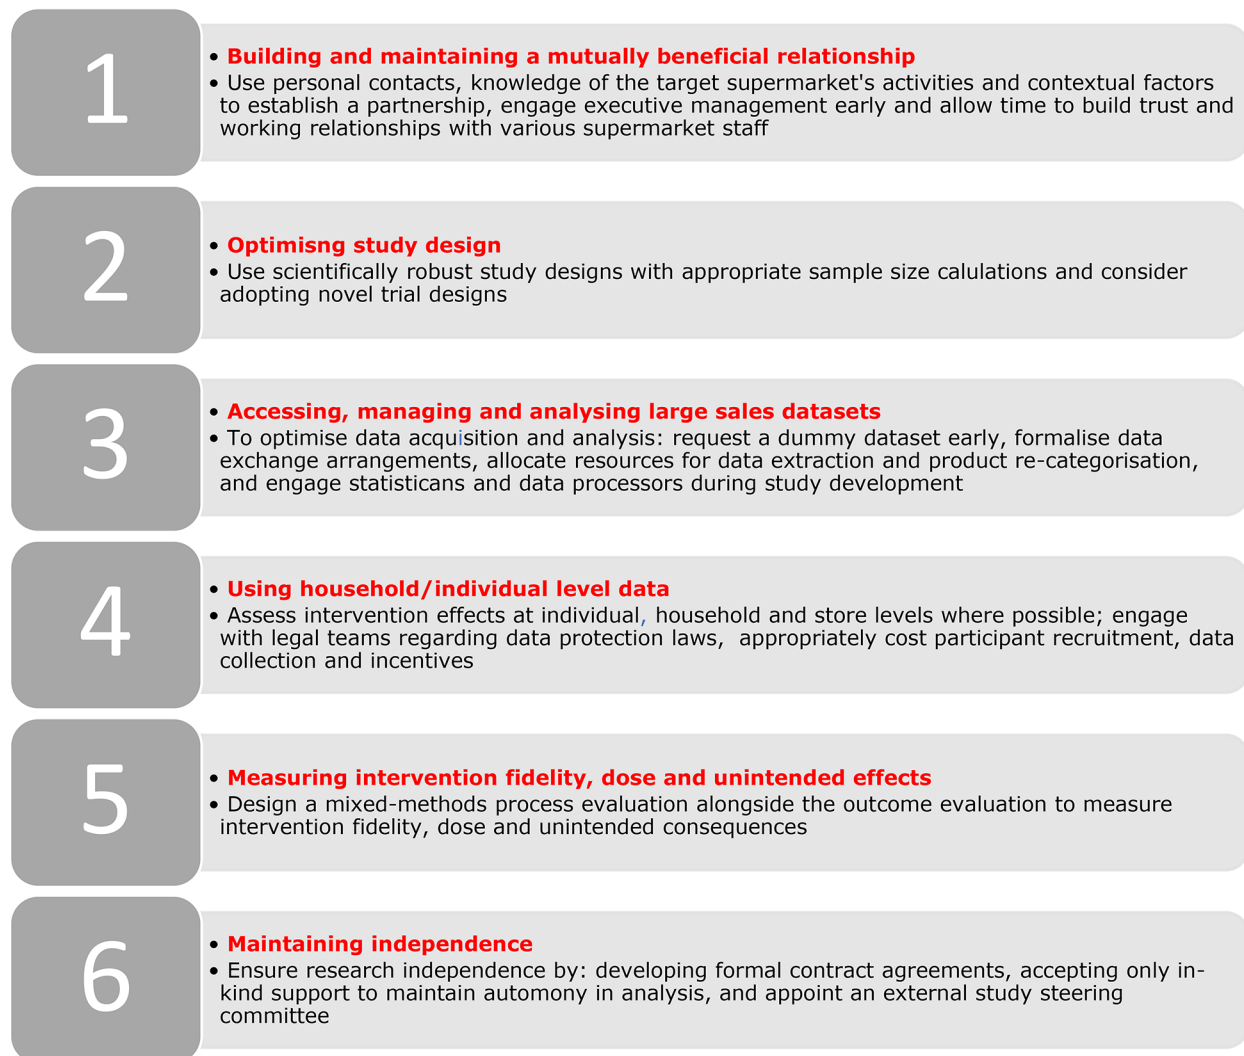 1
• Building and maintaining a mutually beneficial relationship
• Use personal contacts, knowledge of the target supermarket's activities and contextual factors
to establish a partnership, engage executive management early and allow time to build trust and
working relationships with various supermarket staff
2
• Optimisng study design
• Use scientifically robust study designs with appropriate sample size calulations and consider
adopting novel trial designs
3
• Accessing, managing and analysing large sales datasets
• To optimise data acquisition and analysis: request a dummy dataset early, formalise data
exchange arrangements, allocate resources for data extraction and product re-categorisation,
and engage statisticans and data processors during study development
4
• Using household/individual level data
• Assess intervention effects at individual, household and store levels where possible; engage
with legal teams regarding data protection laws,  appropriately cost participant recruitment, data
collection and incentives
5
• Measuring intervention fidelity, dose and unintended effects
• Design a mixed-methods process evaluation alongside the outcome evaluation to measure
intervention fidelity, dose and unintended consequences
6
• Maintaining independence
• Ensure research independence by: developing formal contract agreements, accepting only in-
kind support to maintain automony in analysis, and appoint an external study steering
committee